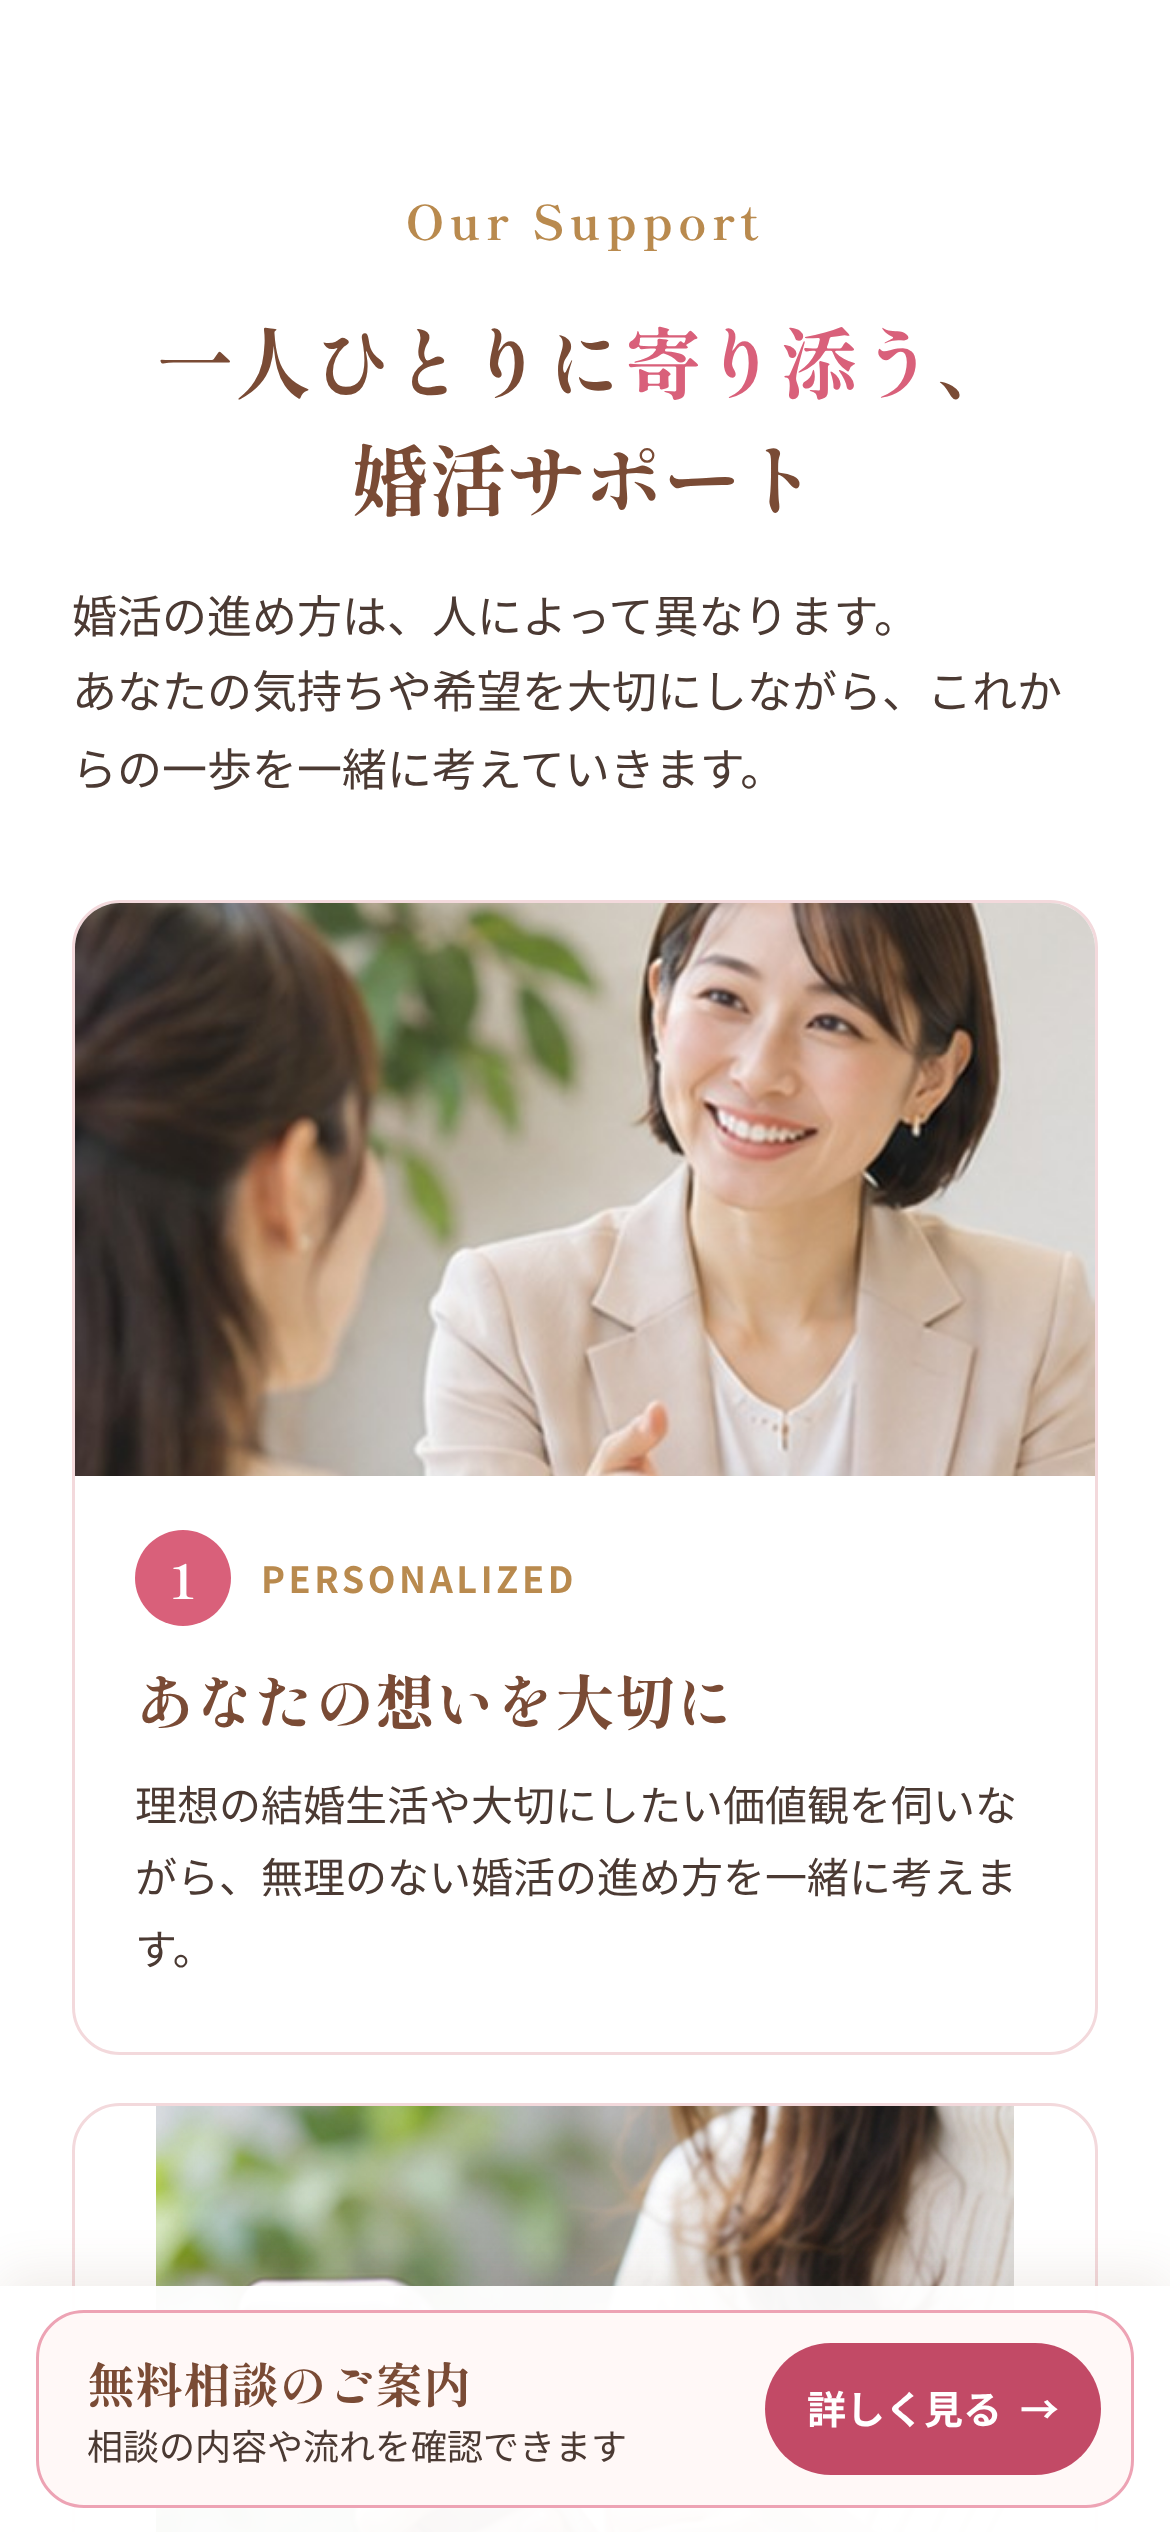 Our Support
一人ひとりに寄り添う、
婚活サポート
婚活の進め方は、人によって異なります。
あなたの気持ちや希望を大切にしながら、これか
らの一歩を一緒に考えていきます。
1 PERSONALIZED
あなたの想いを大切に
理想の結婚生活や大切にしたい価値観を伺いな
がら、無理のない婚活の進め方を一緒に考えま
す。
無料相談のご案内
相談の内容や流れを確認できます
詳しく見る →